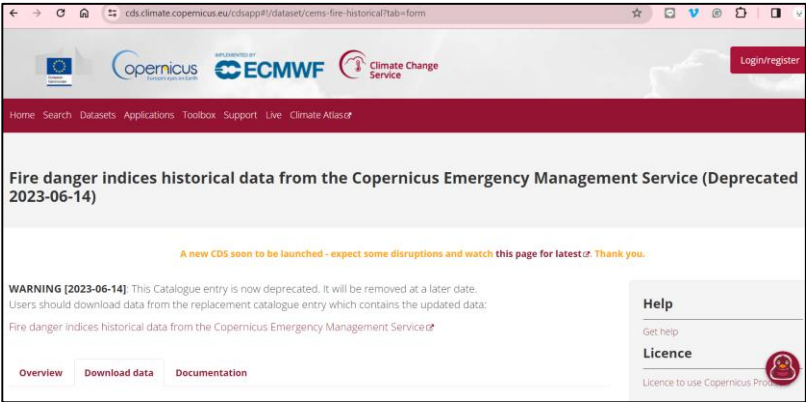 cds.climate.copernicus.eu/cdsapp#!/dataset/cems-fire-historical?tab=form
opernicus
Europe's eyes on Earth
IMPLEMENTED BY
ECMWF
Climate Change
Service
Login/register
Home Search Datasets Applications Toolbox Support Live Climate Atlas
Fire danger indices historical data from the Copernicus Emergency Management Service (Deprecated
2023-06-14)
A new CDS soon to be launched - expect some disruptions and watch this page for latest. Thank you.
WARNING [2023-06-14]: This Catalogue entry is now deprecated. It will be removed at a later date.
Users should download data from the replacement catalogue entry which contains the updated data:
Fire danger indices historical data from the Copernicus Emergency Management Service
Overview Download data Documentation
Help
Get help
Licence
Licence to use Copernicus